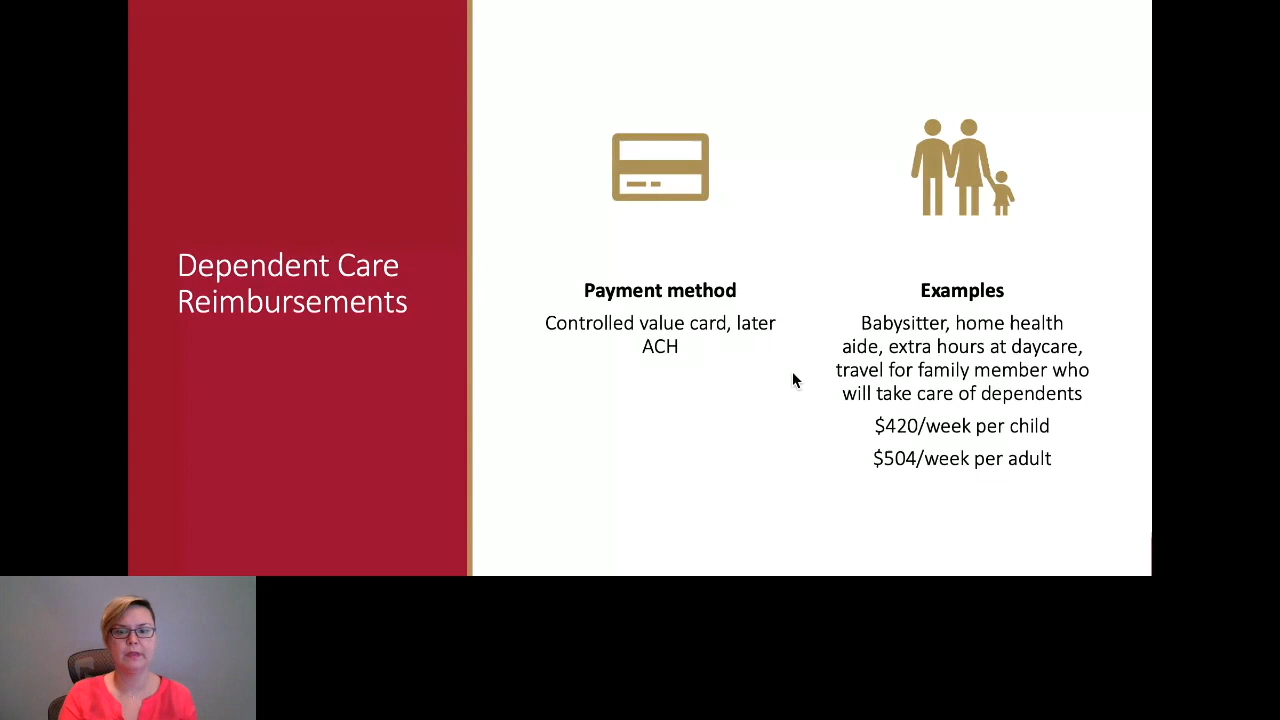 Dependent Care
Reimbursements
Payment method
Controlled value card, later
ACH
Examples
Babysitter, home health
aide, extra hours at daycare,
travel for family member who
will take care of dependents
$420/week per child
$504/week per adult